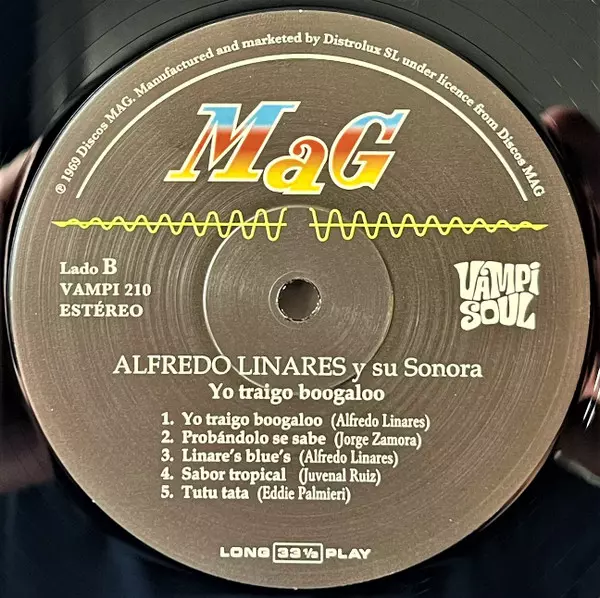 ℗ 1969 Discos MAG. Manufactured and marketed by Distrolux SL under licence from Discos MAG
MaG
Lado B
VAMPI 210
ESTÉREO
VAMPI
SOUL
ALFREDO LINARES y su Sonora
Yo traigo boogaloo
1. Yo traigo boogaloo (Alfredo Linares)
2. Probándolo se sabe (Jorge Zamora)
3. Linare's blue's (Alfredo Linares)
4. Sabor tropical (Juvenal Ruiz)
5. Tutu tata (Eddie Palmieri)
LONG 33 1/3 PLAY